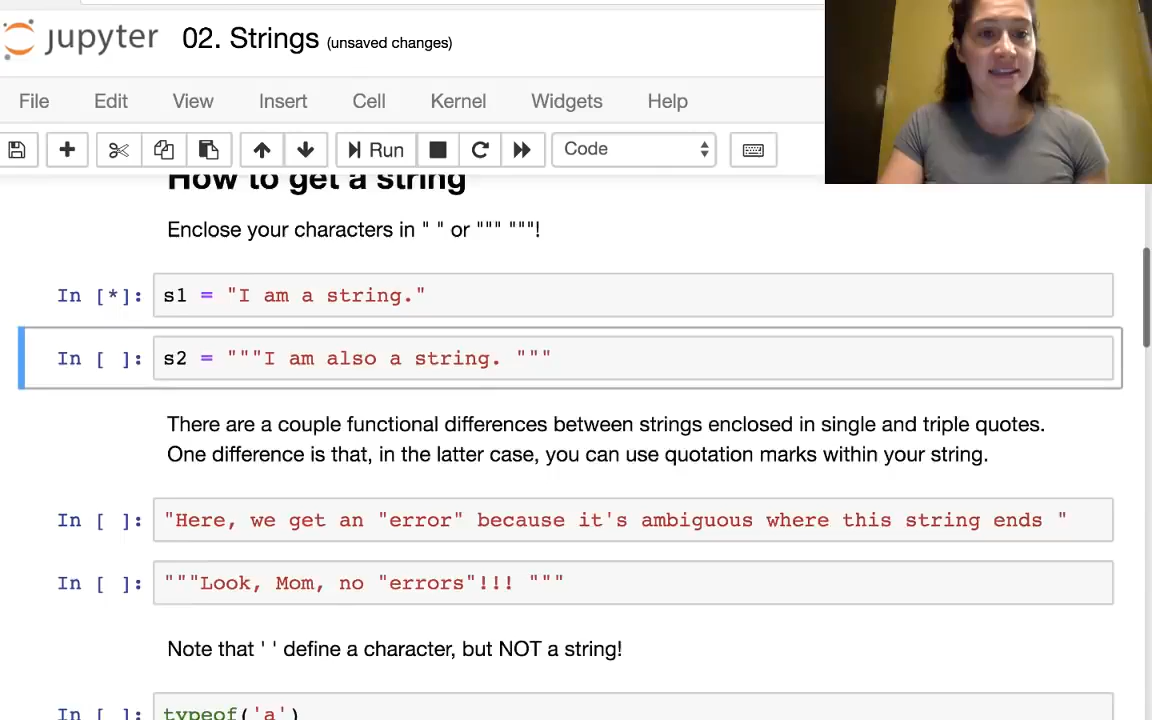 jupyter 02. Strings (unsaved changes)
File Edit View Insert Cell Kernel Widgets Help
Run Code
How to get a string
Enclose your characters in " " or """ """!
In [*]: s1 = "I am a string."
In [ ]: s2 = """I am also a string. """
There are a couple functional differences between strings enclosed in single and triple quotes.
One difference is that, in the latter case, you can use quotation marks within your string.
In [ ]: "Here, we get an "error" because it's ambiguous where this string ends "
In [ ]: """Look, Mom, no "errors"!!! """
Note that ' ' define a character, but NOT a string!
In [ ]: typeof('a')